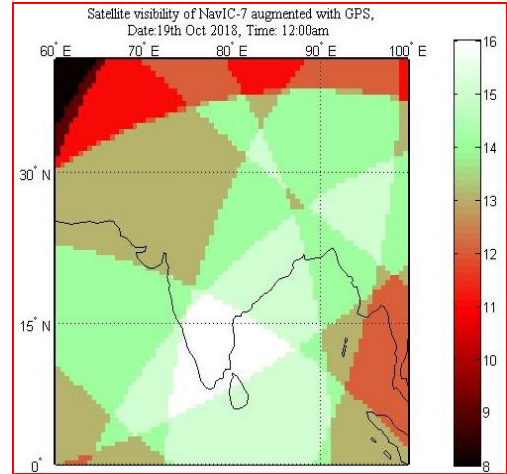 Satellite visibility of NavIC-7 augmented with GPS,
Date:19th Oct 2018, Time: 12:00am
60° E 70° E 80° E 90° E 100° E
30° N
15° N
0°
16
15
14
13
12
11
10
9
8